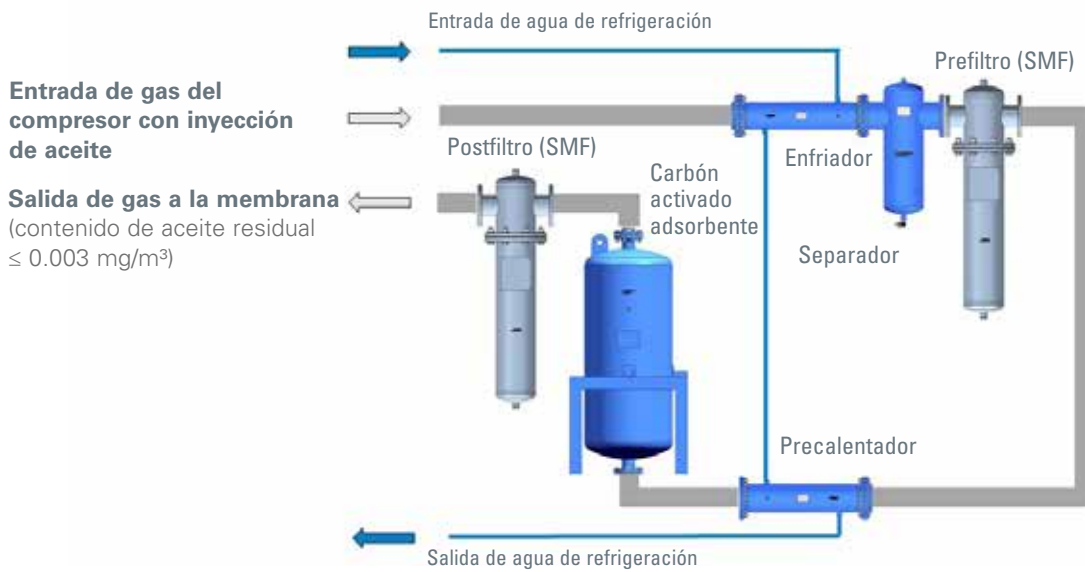 Entrada de agua de refrigeración
Prefiltro (SMF)
Entrada de gas del
compresor con inyección
de aceite
Postfiltro (SMF)
Enfriador
Carbón
activado
adsorbente
Salida de gas a la membrana
(contenido de aceite residual
≤ 0.003 mg/m³)
Separador
Precalentador
Salida de agua de refrigeración